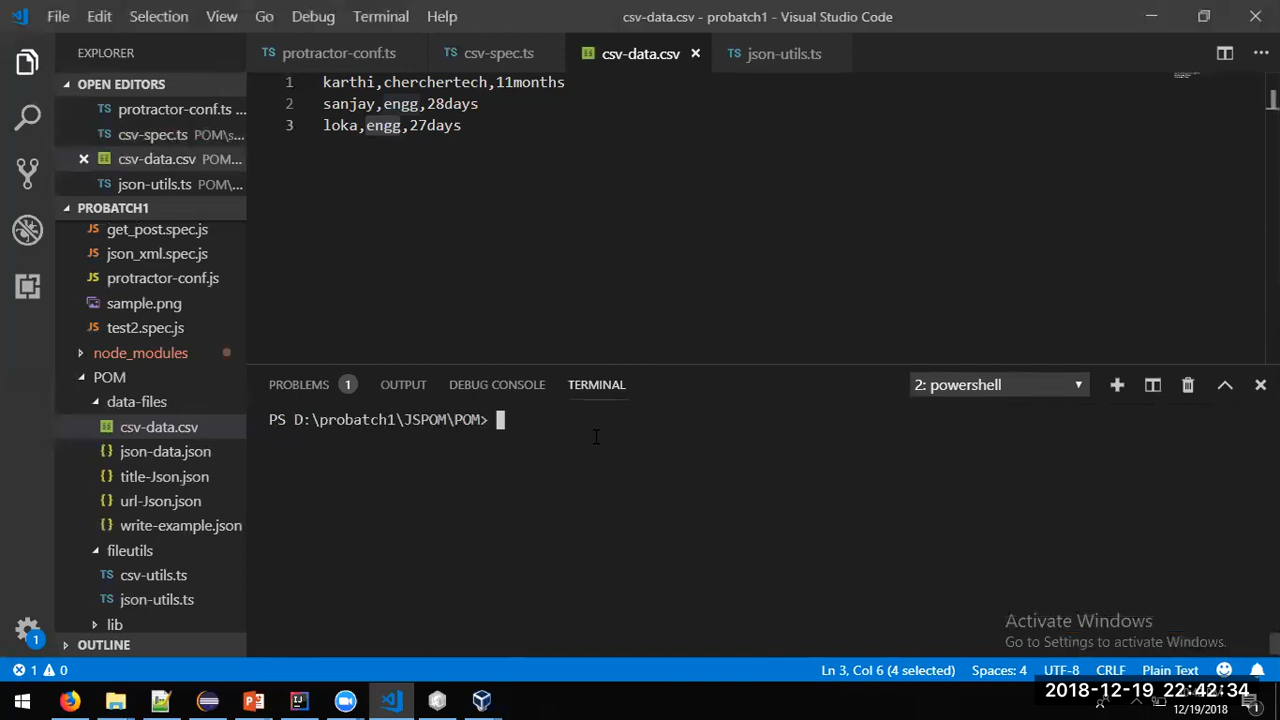 File Edit Selection View Go Debug Terminal Help
csv-data.csv - probatch1 - Visual Studio Code
EXPLORER
OPEN EDITORS
TS protractor-conf.ts
TS csv-spec.ts POM\s...
csv-data.csv POM...
TS json-utils.ts POM\...
PROBATCH1
JS get_post.spec.js
JS json_xml.spec.js
JS protractor-conf.js
sample.png
JS test2.spec.js
node_modules
POM
data-files
csv-data.csv
{} json-data.json
{} title-Json.json
{} url-Json.json
{} write-example.json
fileutils
TS csv-utils.ts
TS json-utils.ts
lib
OUTLINE
TS protractor-conf.ts TS csv-spec.ts csv-data.csv TS json-utils.ts
1 karthi,cherchertech,11months
2 sanjay,engg,28days
3 loka,engg,27days
PROBLEMS 1 OUTPUT DEBUG CONSOLE TERMINAL 2: powershell
PS D:\probatch1\JSPOM\POM>
Activate Windows
Go to Settings to activate Windows.
1
1 0 Ln 3, Col 6 (4 selected) Spaces: 4 UTF-8 CRLF Plain Text
2018-12-19 22:42:34
12/19/2018